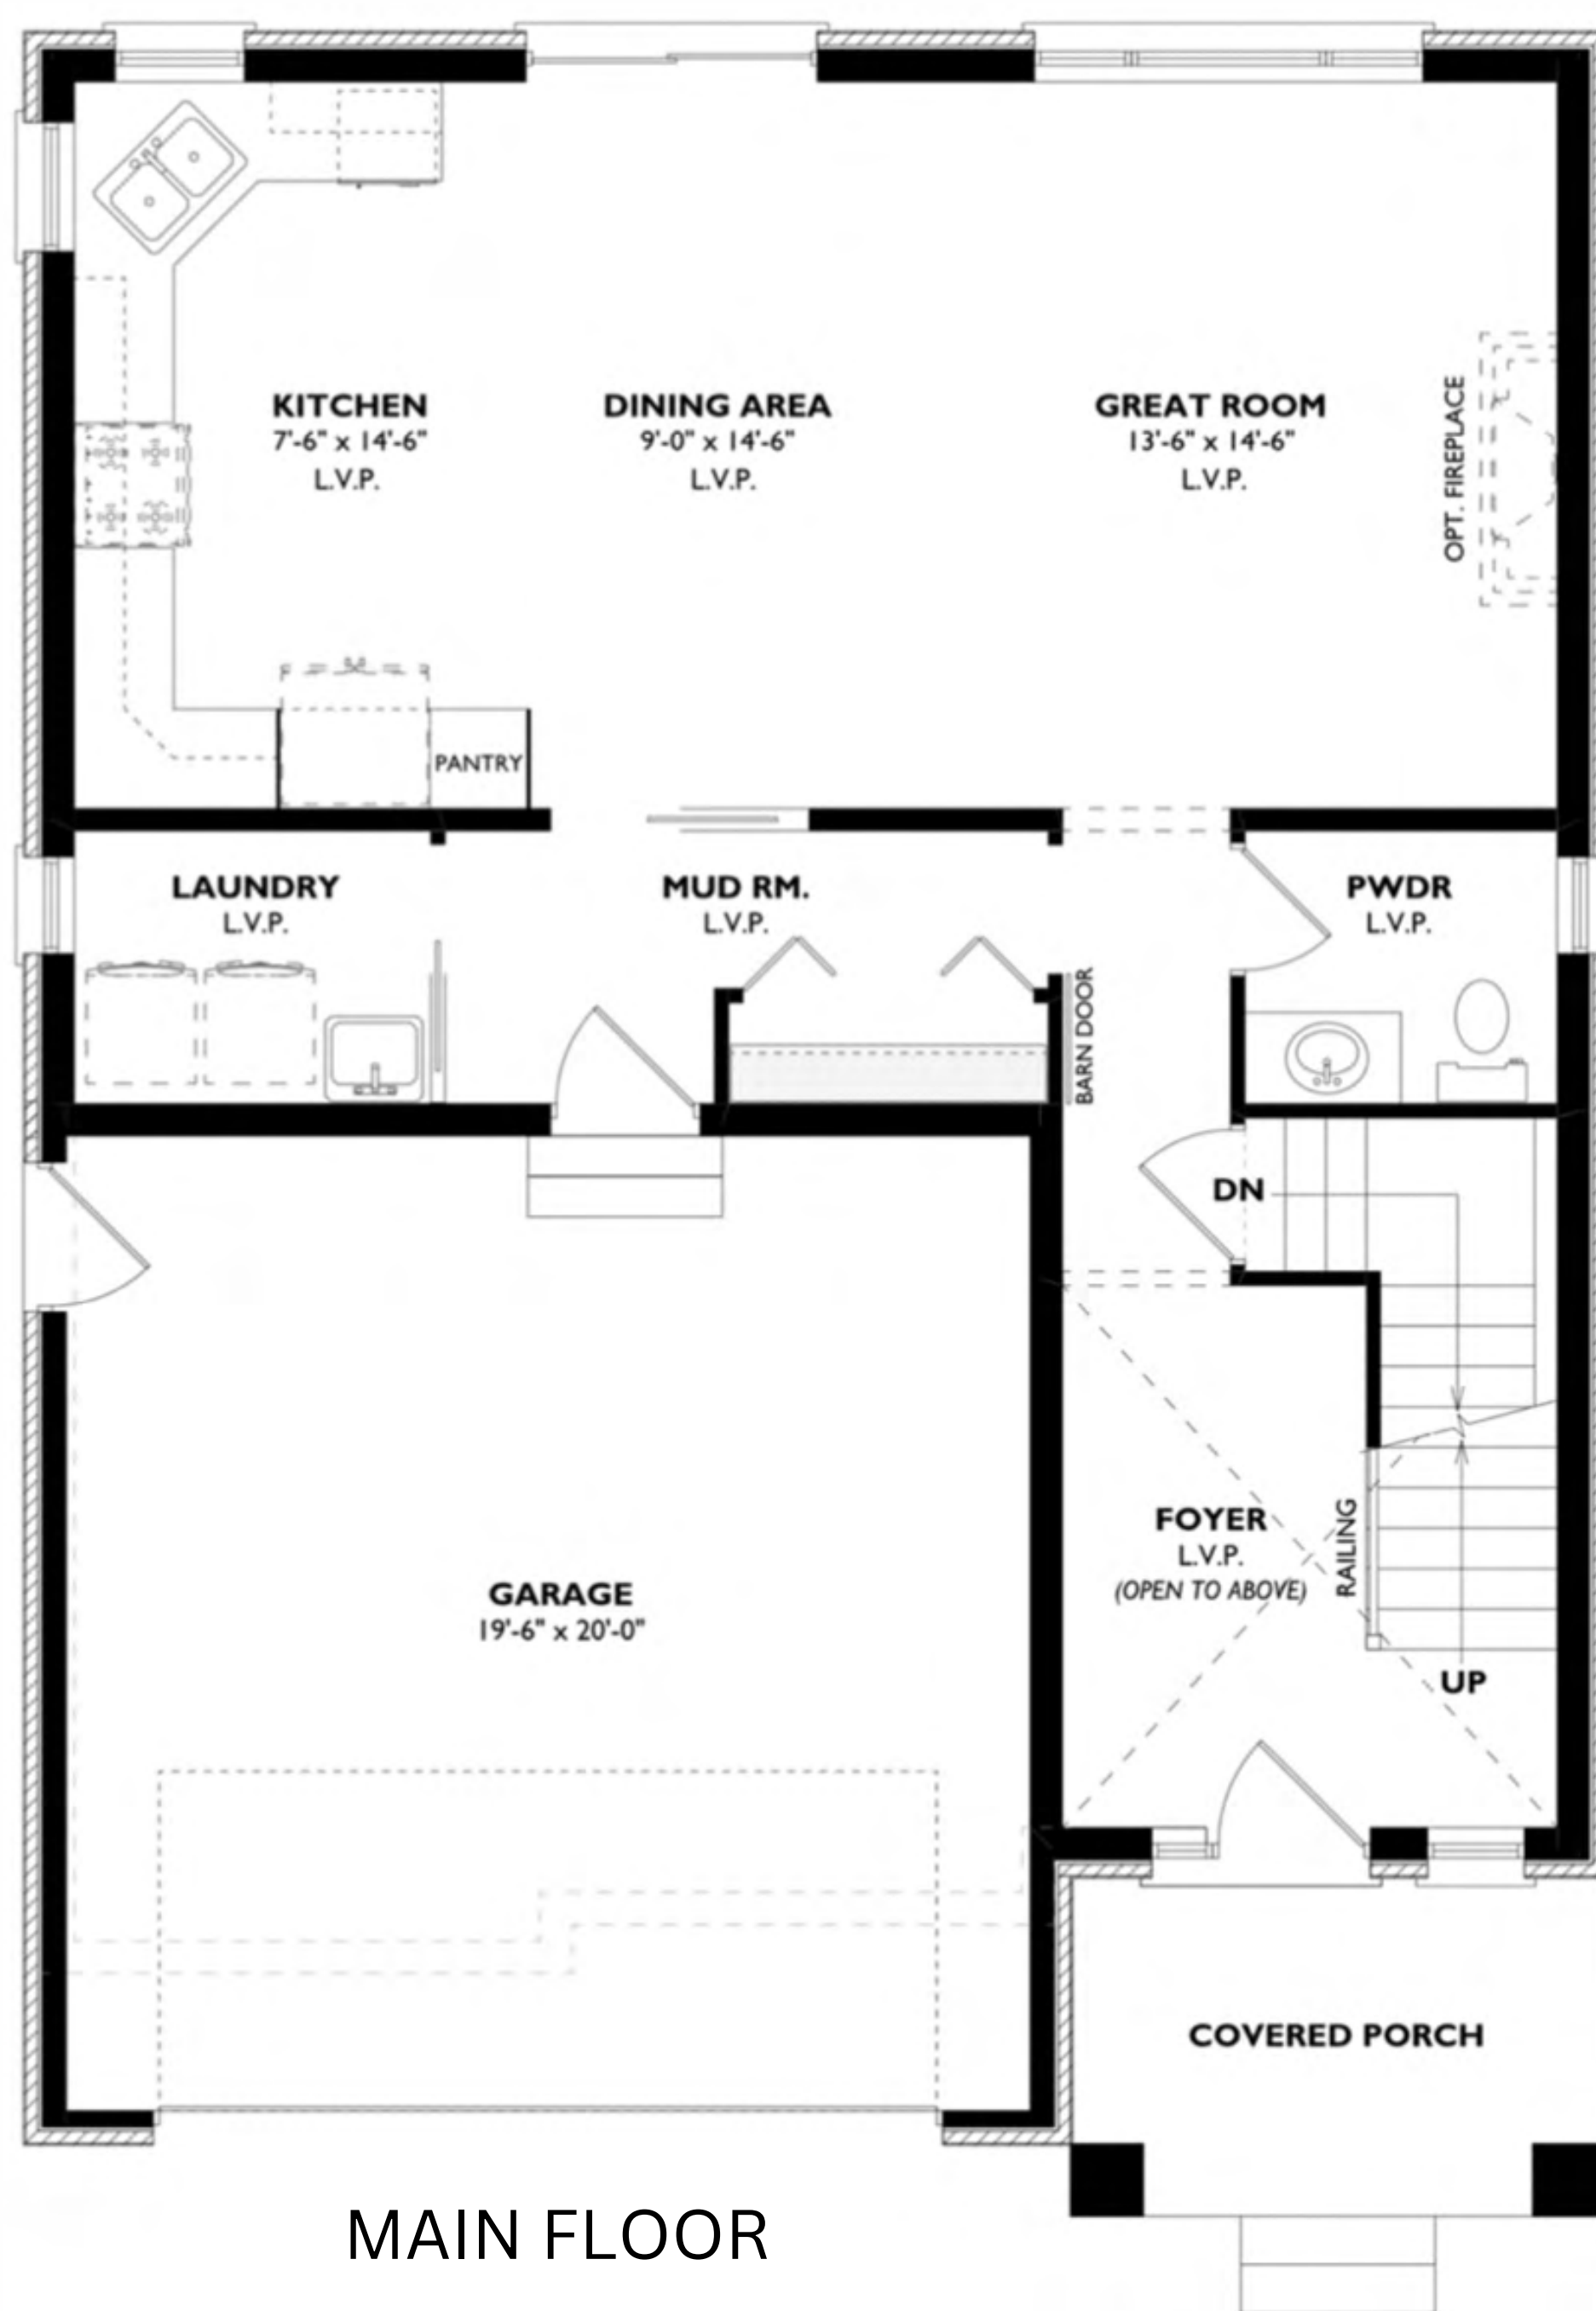 KITCHEN
7'-6" x 14'-6"
L.V.P.
DINING AREA
9'-0" x 14'-6"
L.V.P.
GREAT ROOM
13'-6" x 14'-6"
L.V.P.
OPT. FIREPLACE
PANTRY
LAUNDRY
L.V.P.
MUD RM.
L.V.P.
PWDR
L.V.P.
BARN DOOR
DN
FOYER
L.V.P.
(OPEN TO ABOVE)
RAILING
UP
GARAGE
19'-6" x 20'-0"
COVERED PORCH
MAIN FLOOR